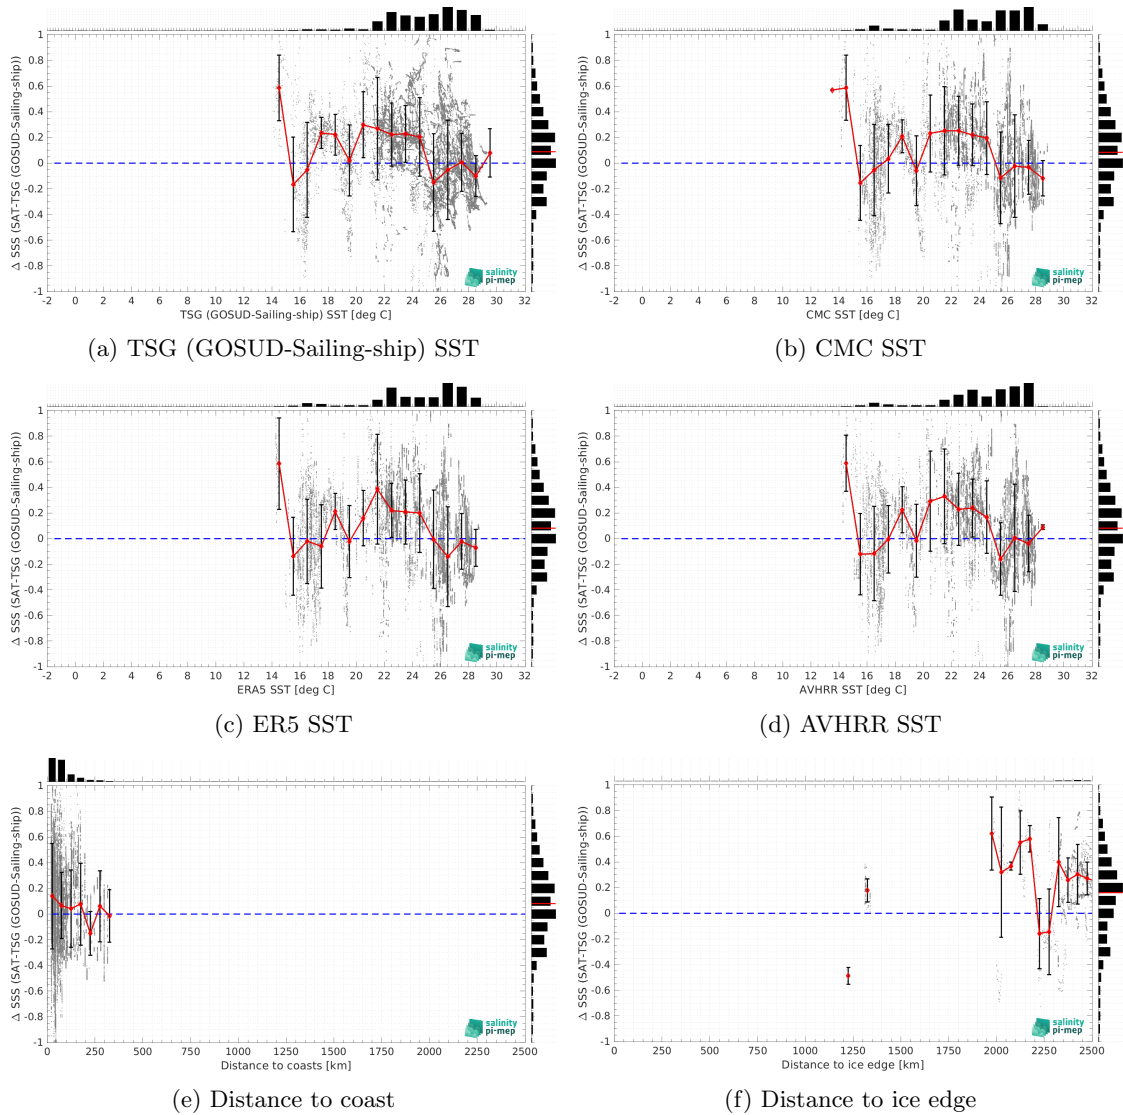 1
0.8
0.6
0.4
0.2
0
-0.2
-0.4
-0.6
-0.8
-1
Δ SSS (SAT-TSG (GOSUD-Sailing-ship))
-2 0 2 4 6 8 10 12 14 16 18 20 22 24 26 28 30 32
TSG (GOSUD-Sailing-ship) SST [deg C]
salinity
pi-mep
(a) TSG (GOSUD-Sailing-ship) SST
1
0.8
0.6
0.4
0.2
0
-0.2
-0.4
-0.6
-0.8
-1
Δ SSS (SAT-TSG (GOSUD-Sailing-ship))
-2 0 2 4 6 8 10 12 14 16 18 20 22 24 26 28 30 32
CMC SST [deg C]
salinity
pi-mep
(b) CMC SST
1
0.8
0.6
0.4
0.2
0
-0.2
-0.4
-0.6
-0.8
-1
Δ SSS (SAT-TSG (GOSUD-Sailing-ship))
-2 0 2 4 6 8 10 12 14 16 18 20 22 24 26 28 30 32
ERA5 SST [deg C]
salinity
pi-mep
(c) ER5 SST
1
0.8
0.6
0.4
0.2
0
-0.2
-0.4
-0.6
-0.8
-1
Δ SSS (SAT-TSG (GOSUD-Sailing-ship))
-2 0 2 4 6 8 10 12 14 16 18 20 22 24 26 28 30 32
AVHRR SST [deg C]
salinity
pi-mep
(d) AVHRR SST
1
0.8
0.6
0.4
0.2
0
-0.2
-0.4
-0.6
-0.8
-1
Δ SSS (SAT-TSG (GOSUD-Sailing-ship))
0 250 500 750 1000 1250 1500 1750 2000 2250 2500
Distance to coasts [km]
salinity
pi-mep
(e) Distance to coast
1
0.8
0.6
0.4
0.2
0
-0.2
-0.4
-0.6
-0.8
-1
Δ SSS (SAT-TSG (GOSUD-Sailing-ship))
0 250 500 750 1000 1250 1500 1750 2000 2250 2500
Distance to ice edge [km]
salinity
pi-mep
(f) Distance to ice edge